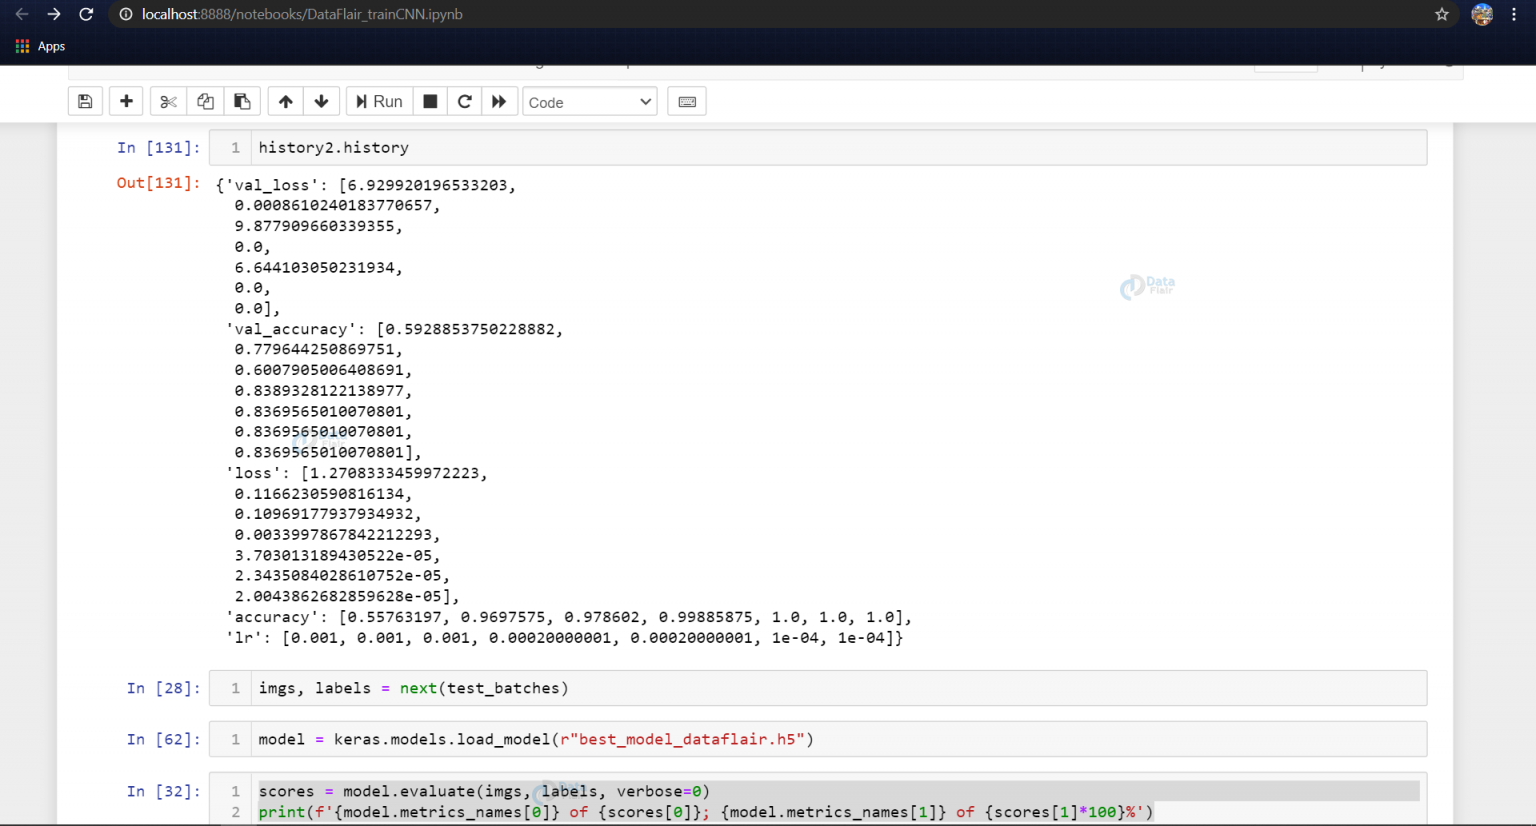 localhost:8888/notebooks/DataFlair_trainCNN.ipynb
Apps
Run
Code
In [131]:
1 history2.history
Out[131]:
{'val_loss': [6.929920196533203,
0.0008610240183770657,
9.877909660339355,
0.0,
6.644103050231934,
0.0,
0.0],
'val_accuracy': [0.5928853750228882,
0.779644250869751,
0.6007905006408691,
0.8389328122138977,
0.8369565010070801,
0.8369565010070801,
0.8369565010070801],
'loss': [1.2708333459972223,
0.1166230590816134,
0.10969177937934932,
0.0033997867842212293,
3.703013189430522e-05,
2.3435084028610752e-05,
2.0043862682859628e-05],
'accuracy': [0.55763197, 0.9697575, 0.978602, 0.99885875, 1.0, 1.0, 1.0],
'lr': [0.001, 0.001, 0.001, 0.00020000001, 0.00020000001, 1e-04, 1e-04]}
Data
Flair
Data
Flair
In [28]:
1 imgs, labels = next(test_batches)
In [62]:
1 model = keras.models.load_model(r"best_model_dataflair.h5")
In [32]:
1 scores = model.evaluate(imgs, labels, verbose=0)
2 print(f'{model.metrics_names[0]} of {scores[0]}; {model.metrics_names[1]} of {scores[1]*100}%')